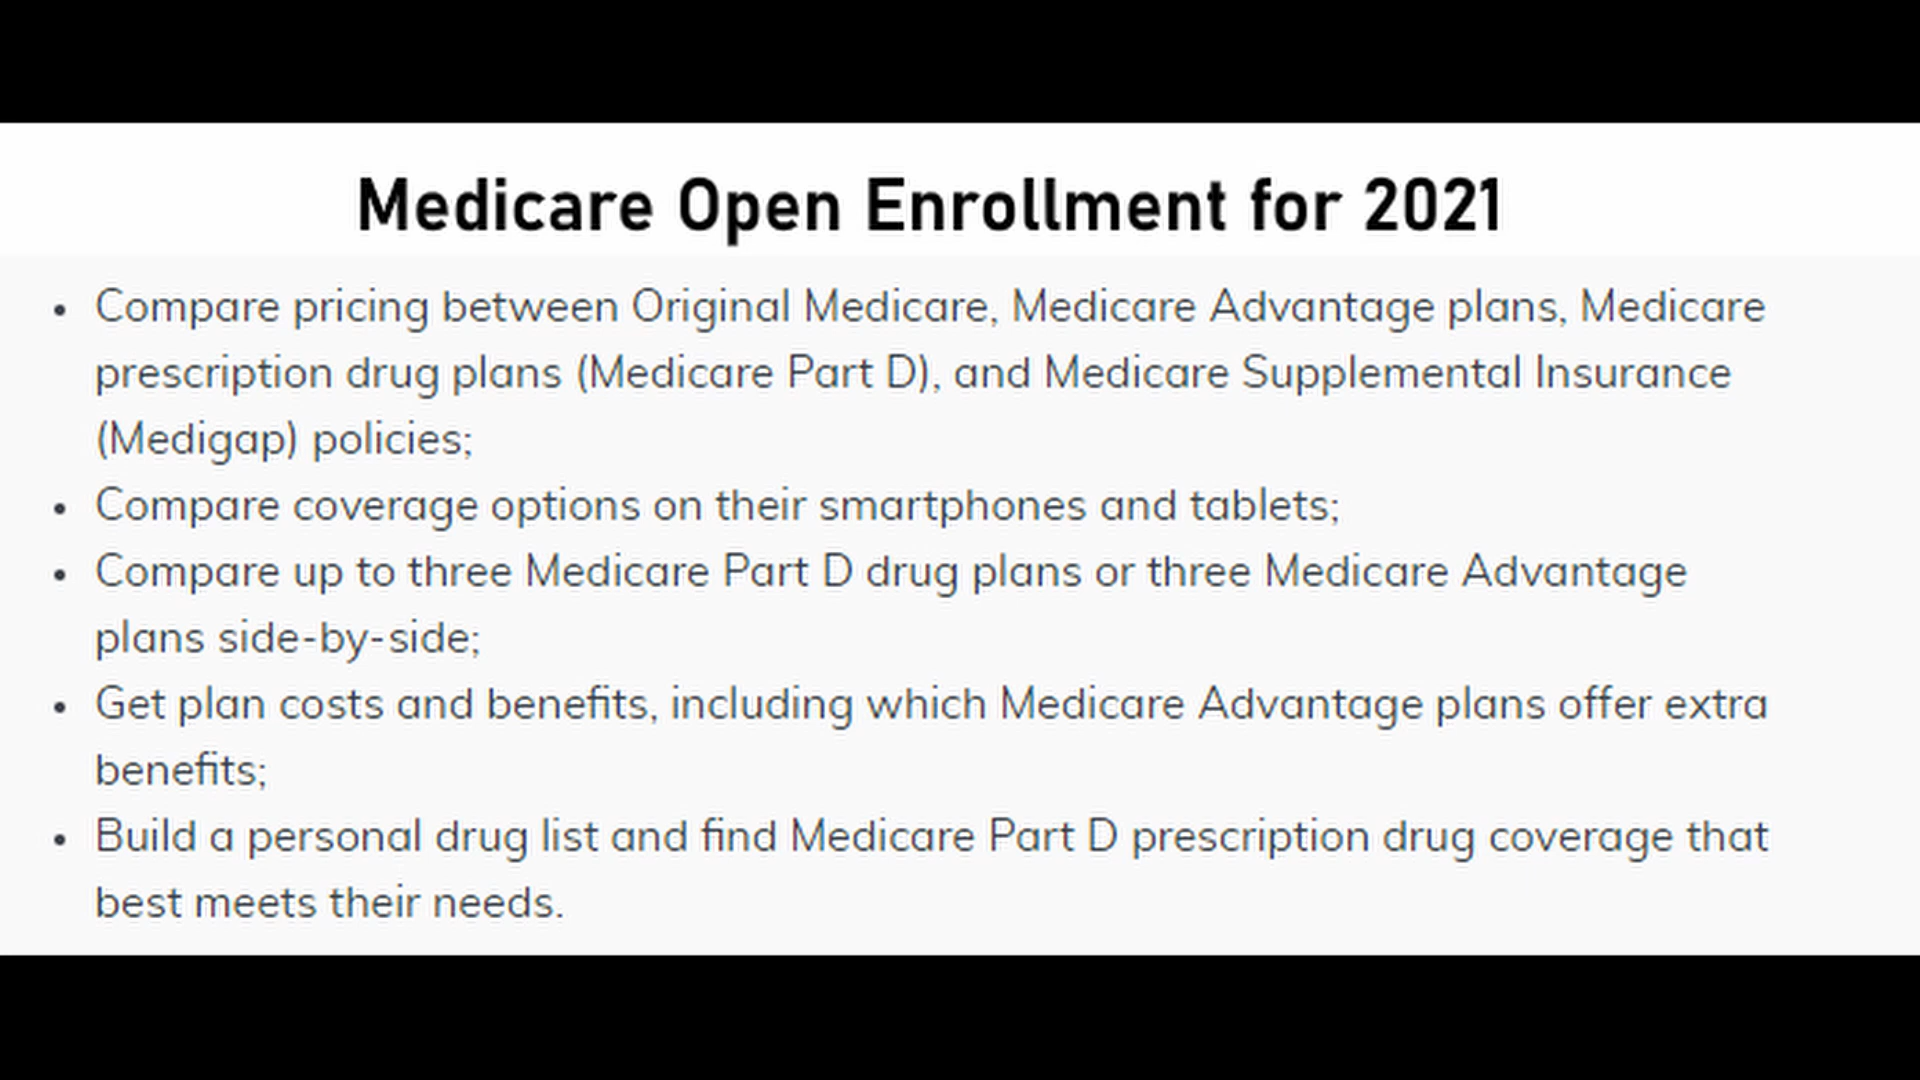 Medicare Open Enrollment for 2021
• Compare pricing between Original Medicare, Medicare Advantage plans, Medicare
prescription drug plans (Medicare Part D), and Medicare Supplemental Insurance
(Medigap) policies;
• Compare coverage options on their smartphones and tablets;
• Compare up to three Medicare Part D drug plans or three Medicare Advantage
plans side-by-side;
• Get plan costs and benefits, including which Medicare Advantage plans offer extra
benefits;
• Build a personal drug list and find Medicare Part D prescription drug coverage that
best meets their needs.